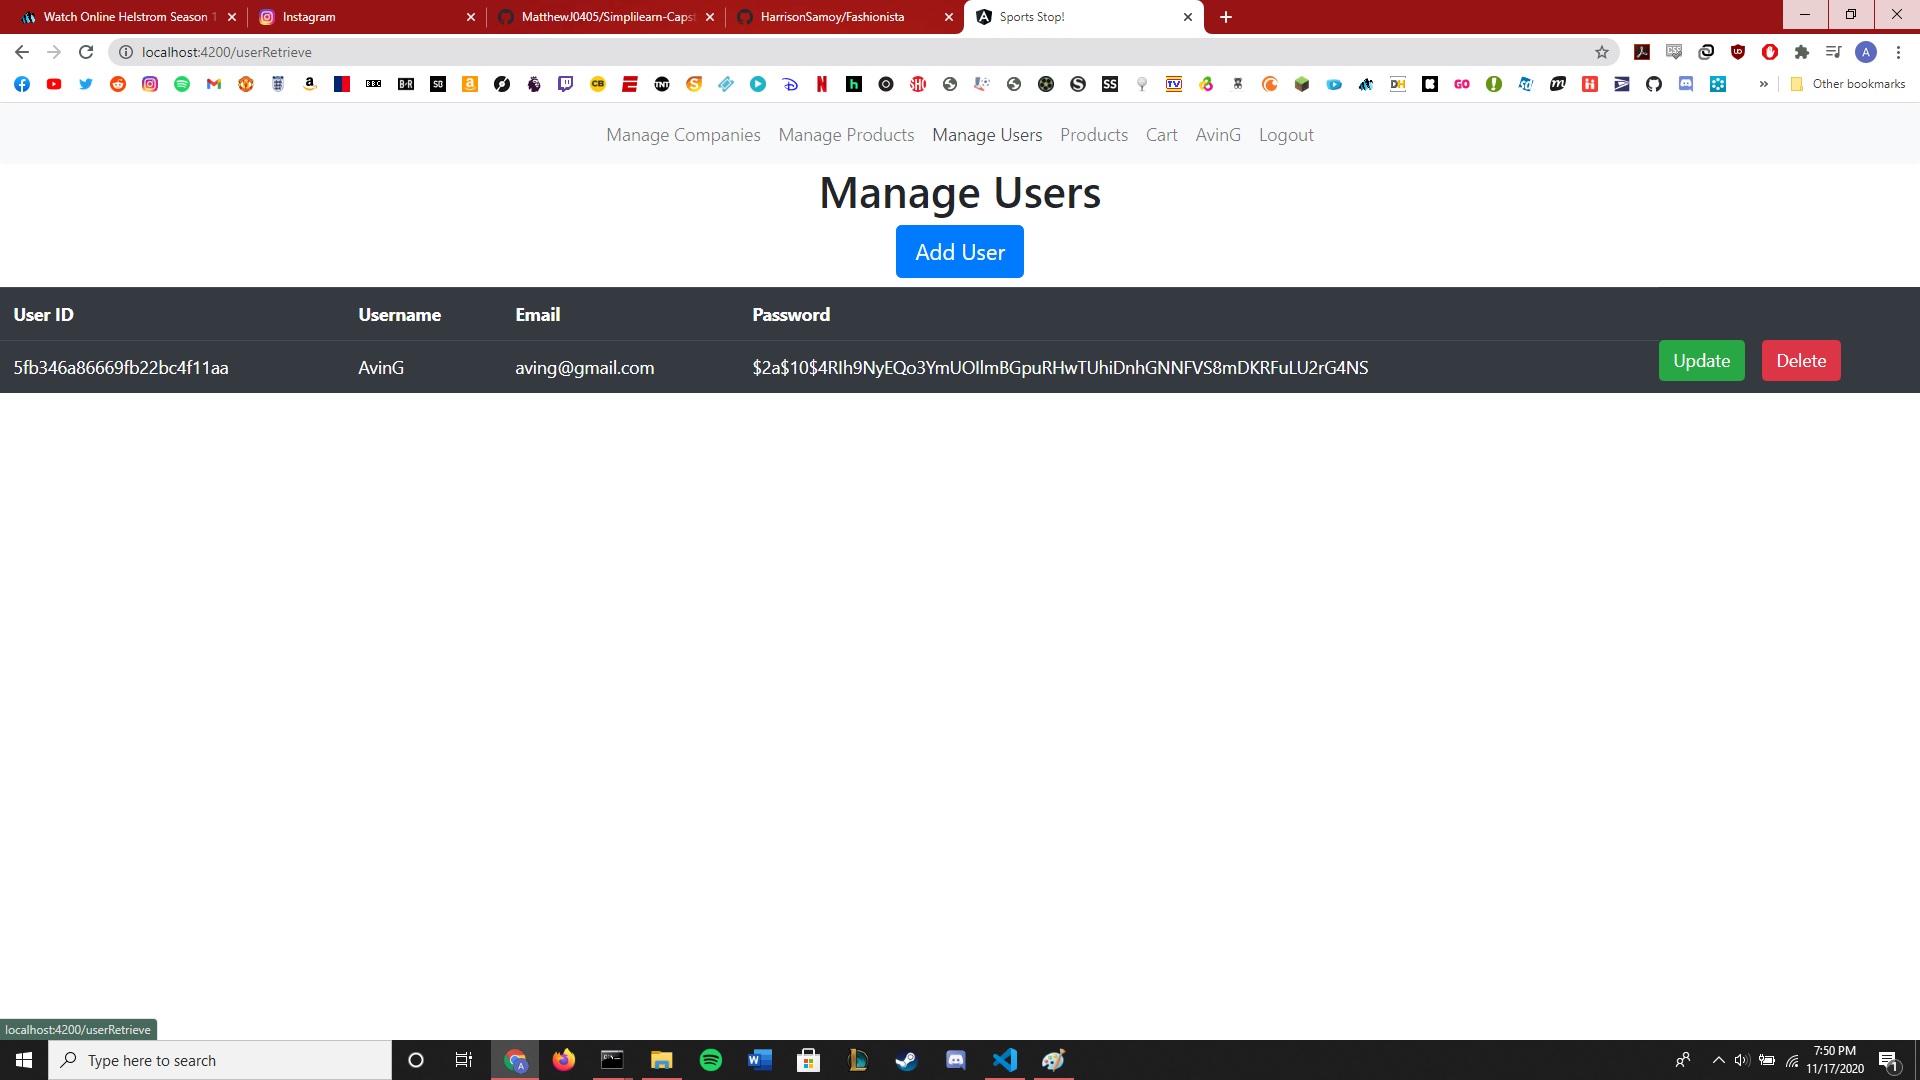 Watch Online Helstrom Season 1
Instagram
MatthewJ0405/Simplilearn-Capst
HarrisonSamoy/Fashionista
Sports Stop!
localhost:4200/userRetrieve
Other bookmarks
Manage Companies Manage Products Manage Users Products Cart AvinG Logout
Manage Users
Add User
User ID Username Email Password
5fb346a86669fb22bc4f11aa AvinG aving@gmail.com $2a$10$4RIh9NyEQo3YmUOIlmBGpuRHwTUhiDnhGNNFVS8mDKRFuLU2rG4NS Update Delete
localhost:4200/userRetrieve
Type here to search
7:50 PM
11/17/2020